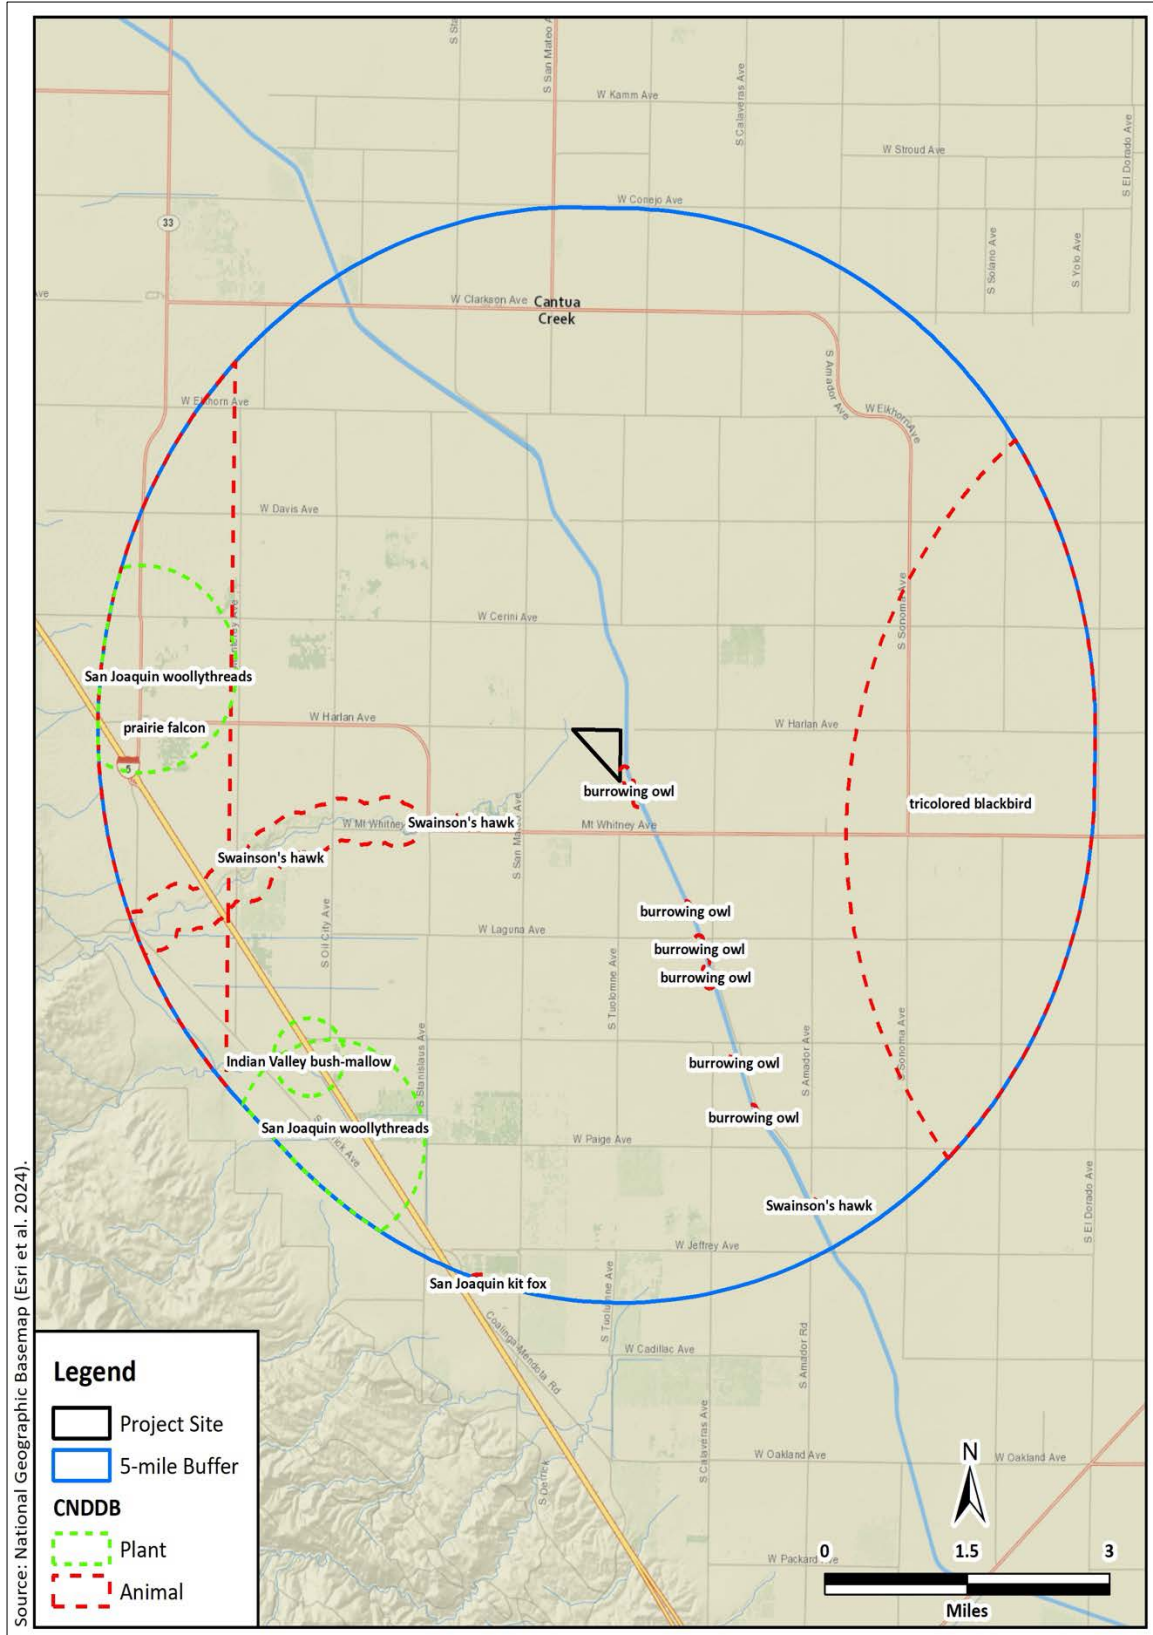 S San Mateo A
W Kamm Ave
S Calaveras Ave
W Stroud Ave
S El Dorado Ave
W Conejo Ave
33
S Solano Ave
S Yolo Ave
W Clarkson Ave
Cantua
Creek
S Amador Ave
W Elkhorn Ave
W Elkhorn Ave
W Davis Ave
W Cerini Ave
S Sonoma Ave
San Joaquin woollythreads
prairie falcon
W Harlan Ave
W Harlan Ave
5
burrowing owl
tricolored blackbird
Swainson's hawk
W Mt Whitney
Mt Whitney Ave
Swainson's hawk
burrowing owl
S Oil City Ave
W Laguna Ave
burrowing owl
burrowing owl
S Tuolomne Ave
Indian Valley bush-mallow
S Stanislaus Ave
burrowing owl
S Amador Ave
S Sonoma Ave
burrowing owl
San Joaquin woollythreads
W Paige Ave
Swainson's hawk
S El Dorado Ave
W Jeffrey Ave
San Joaquin kit fox
S Tuolumne Ave
Coalinga Mendota Rd
W Cadillac Ave
S Amador Rd
S Calaveras Ave
W Oakland Ave
W Oakland Ave
S Derrick
W Packard Ave
Legend
Project Site
5-mile Buffer
CNDDB
Plant
Animal
N
0 1.5 3
Miles
Source: National Geographic Basemap (Esri et al. 2024).